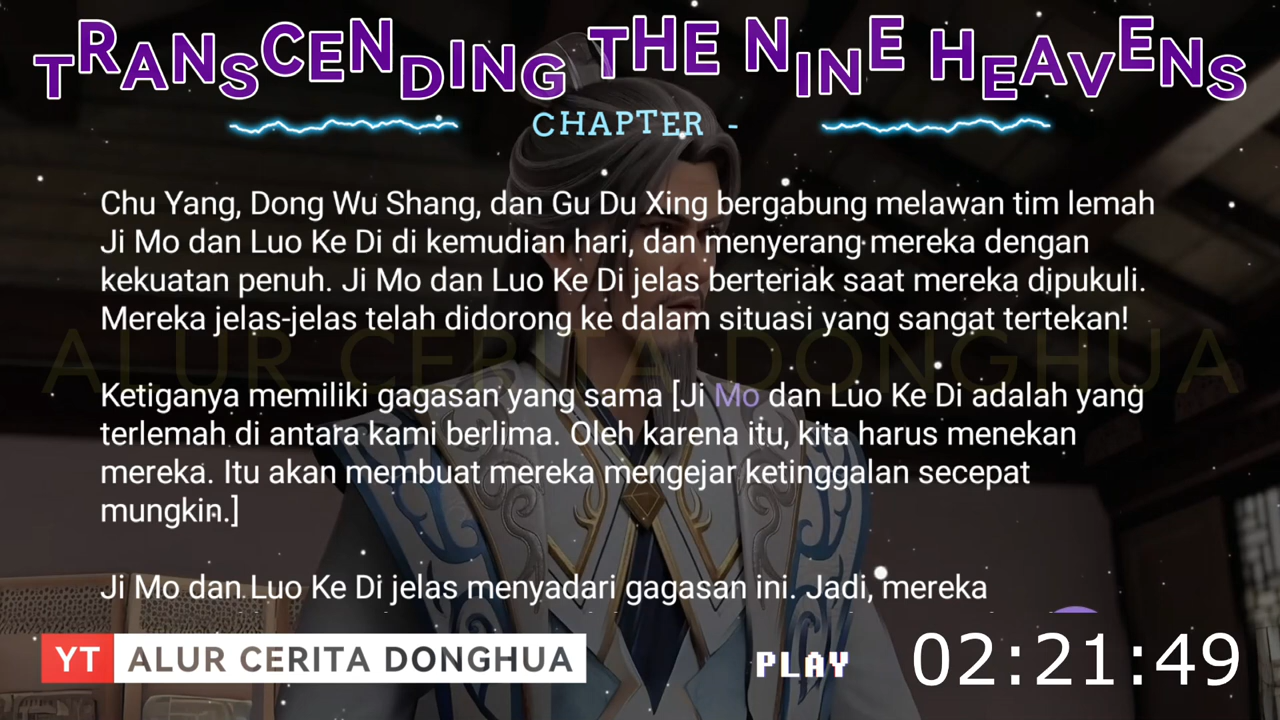 TRANSCENDING THE NINE HEAVENS
CHAPTER -
Chu Yang, Dong Wu Shang, dan Gu Du Xing bergabung melawan tim lemah
Ji Mo dan Luo Ke Di di kemudian hari, dan menyerang mereka dengan
kekuatan penuh. Ji Mo dan Luo Ke Di jelas berteriak saat mereka dipukuli.
Mereka jelas-jelas telah didorong ke dalam situasi yang sangat tertekan!
ALUR CERITA DONGHUA
Ketiganya memiliki gagasan yang sama [Ji Mo dan Luo Ke Di adalah yang
terlemah di antara kami berlima. Oleh karena itu, kita harus menekan
mereka. Itu akan membuat mereka mengejar ketinggalan secepat
mungkin.]
Ji Mo dan Luo Ke Di jelas menyadari gagasan ini. Jadi, mereka
YT ALUR CERITA DONGHUA
PLAY 02:21:49